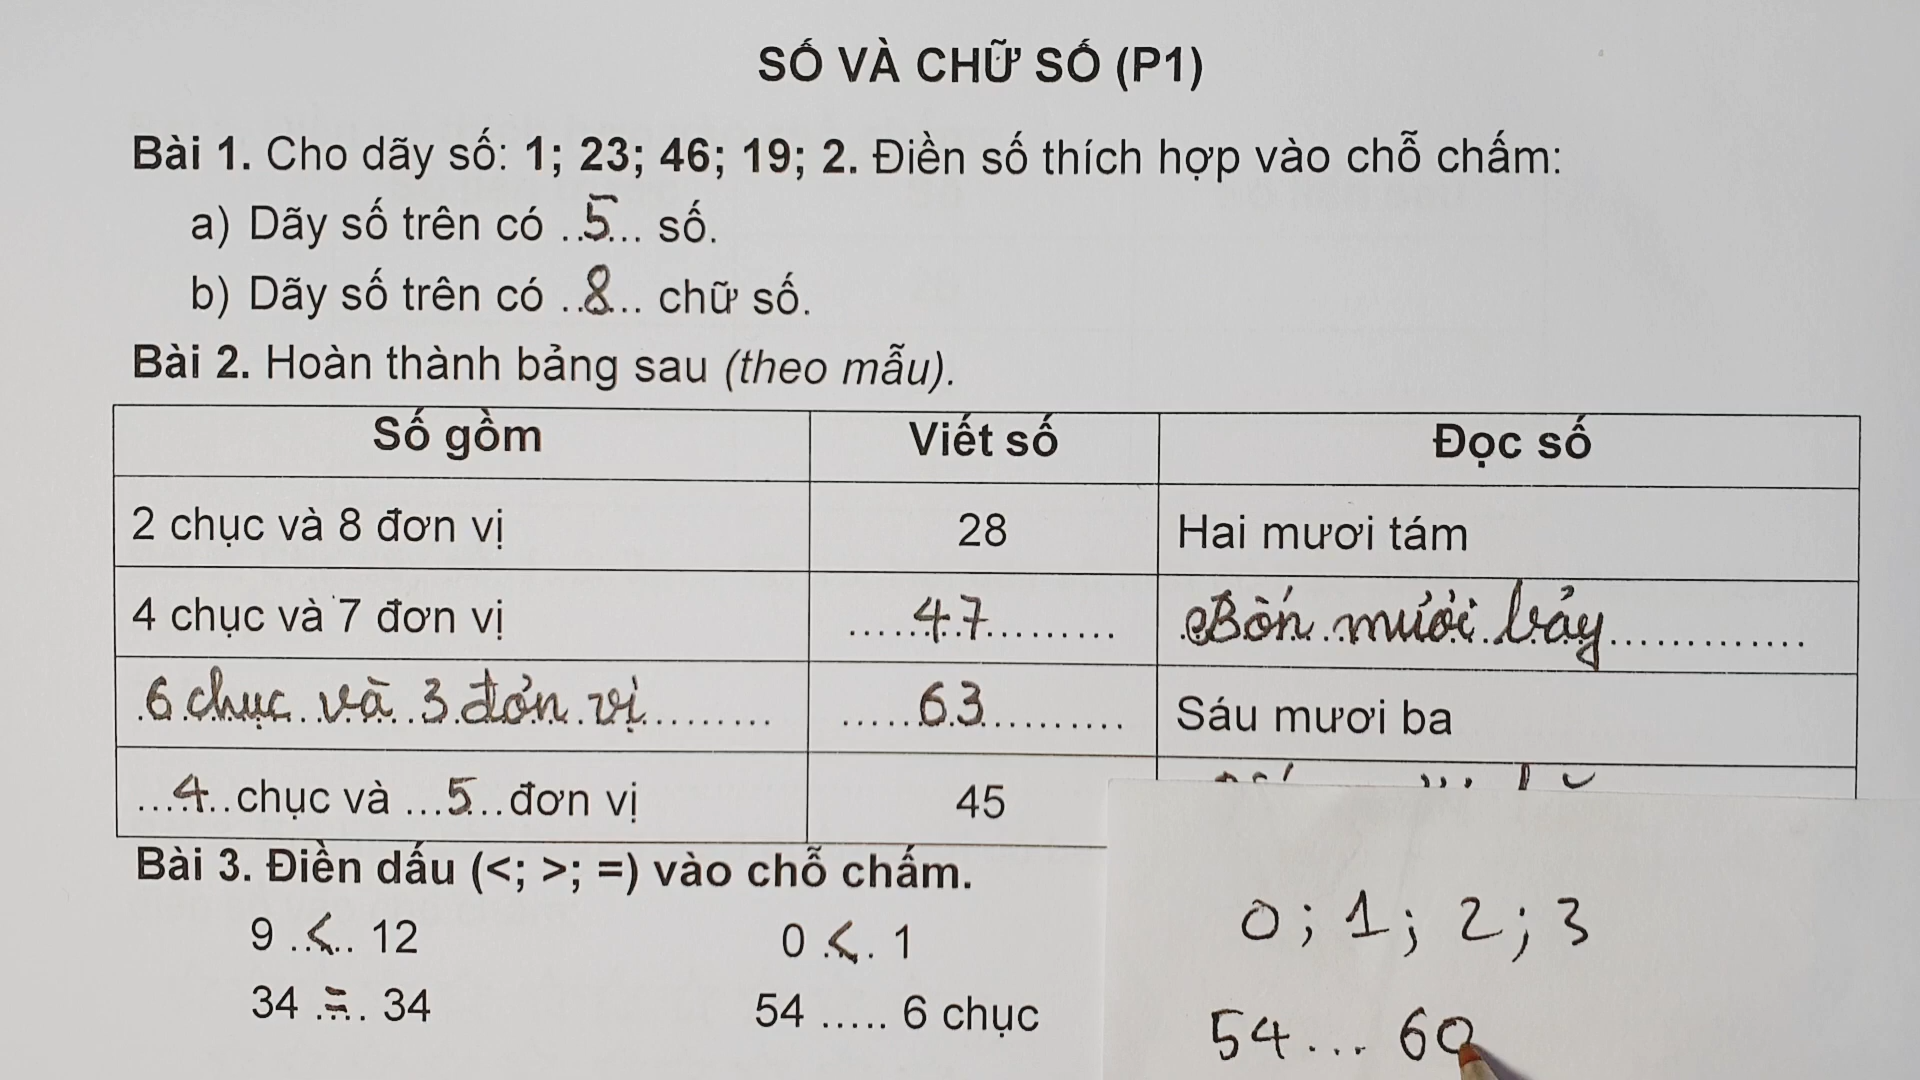 SỐ VÀ CHỮ SỐ (P1)
Bài 1. Cho dãy số: 1; 23; 46; 19; 2. Điền số thích hợp vào chỗ chấm:
a) Dãy số trên có ..5... số.
b) Dãy số trên có ..8... chữ số.
Bài 2. Hoàn thành bảng sau (theo mẫu).
Số gồm Viết số Đọc số
2 chục và 8 đơn vị 28 Hai mươi tám
4 chục và 7 đơn vị ......47......... Bốn mươi bảy.............
6 chục và 3 đơn vị......... .....63.......... Sáu mươi ba
....4..chục và ...5...đơn vị 45
Bài 3. Điền dấu (<; >; =) vào chỗ chấm.
9 ..<.. 12 0 .<.. 1
34 .=.. 34 54 ..... 6 chục
0 ; 1 ; 2 ; 3
54 ... 60